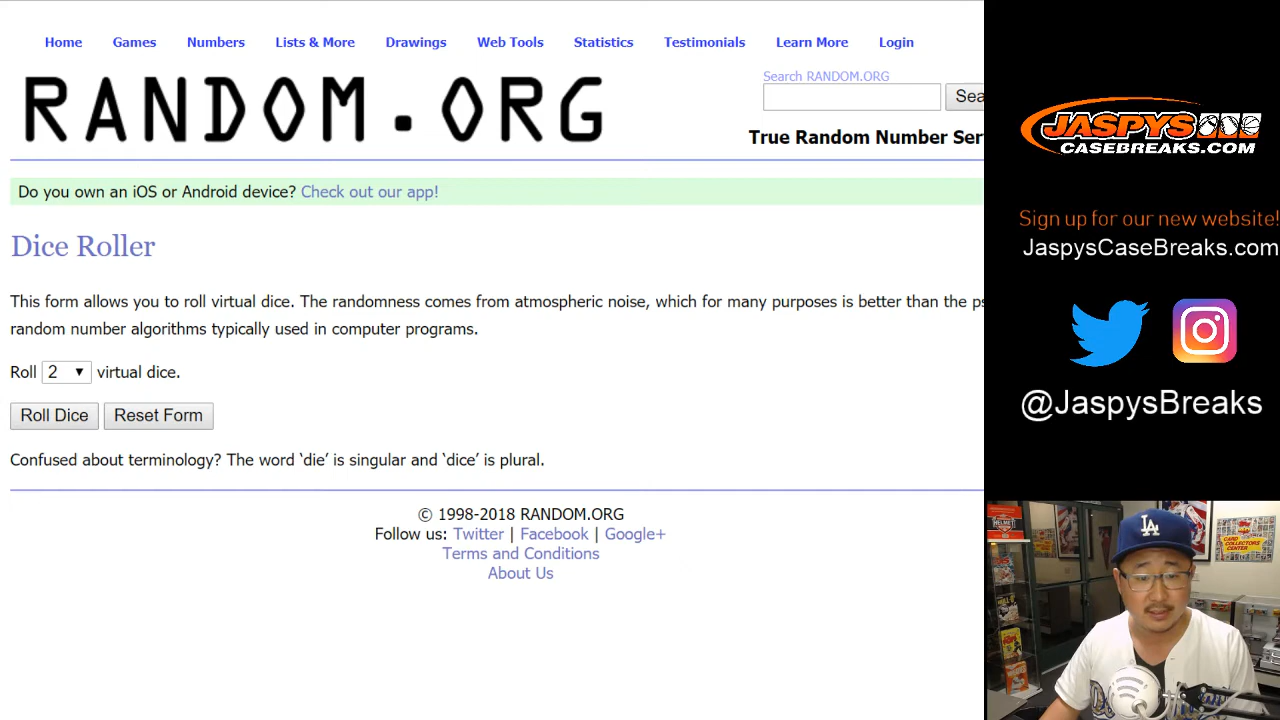 Home Games Numbers Lists & More Drawings Web Tools Statistics Testimonials Learn More Login
RANDOM.ORG
Search RANDOM.ORG
Sea
True Random Number Ser
Do you own an iOS or Android device? Check out our app!
Dice Roller
This form allows you to roll virtual dice. The randomness comes from atmospheric noise, which for many purposes is better than the ps
random number algorithms typically used in computer programs.
Roll 2 virtual dice.
Roll Dice Reset Form
Confused about terminology? The word ‘die’ is singular and ‘dice’ is plural.
© 1998-2018 RANDOM.ORG
Follow us: Twitter | Facebook | Google+
Terms and Conditions
About Us
JASPYS
CASEBREAKS.COM
Sign up for our new website!
JaspysCaseBreaks.com
@JaspysBreaks
LA
CARD
COLLECTORS
CENTER
HELMET